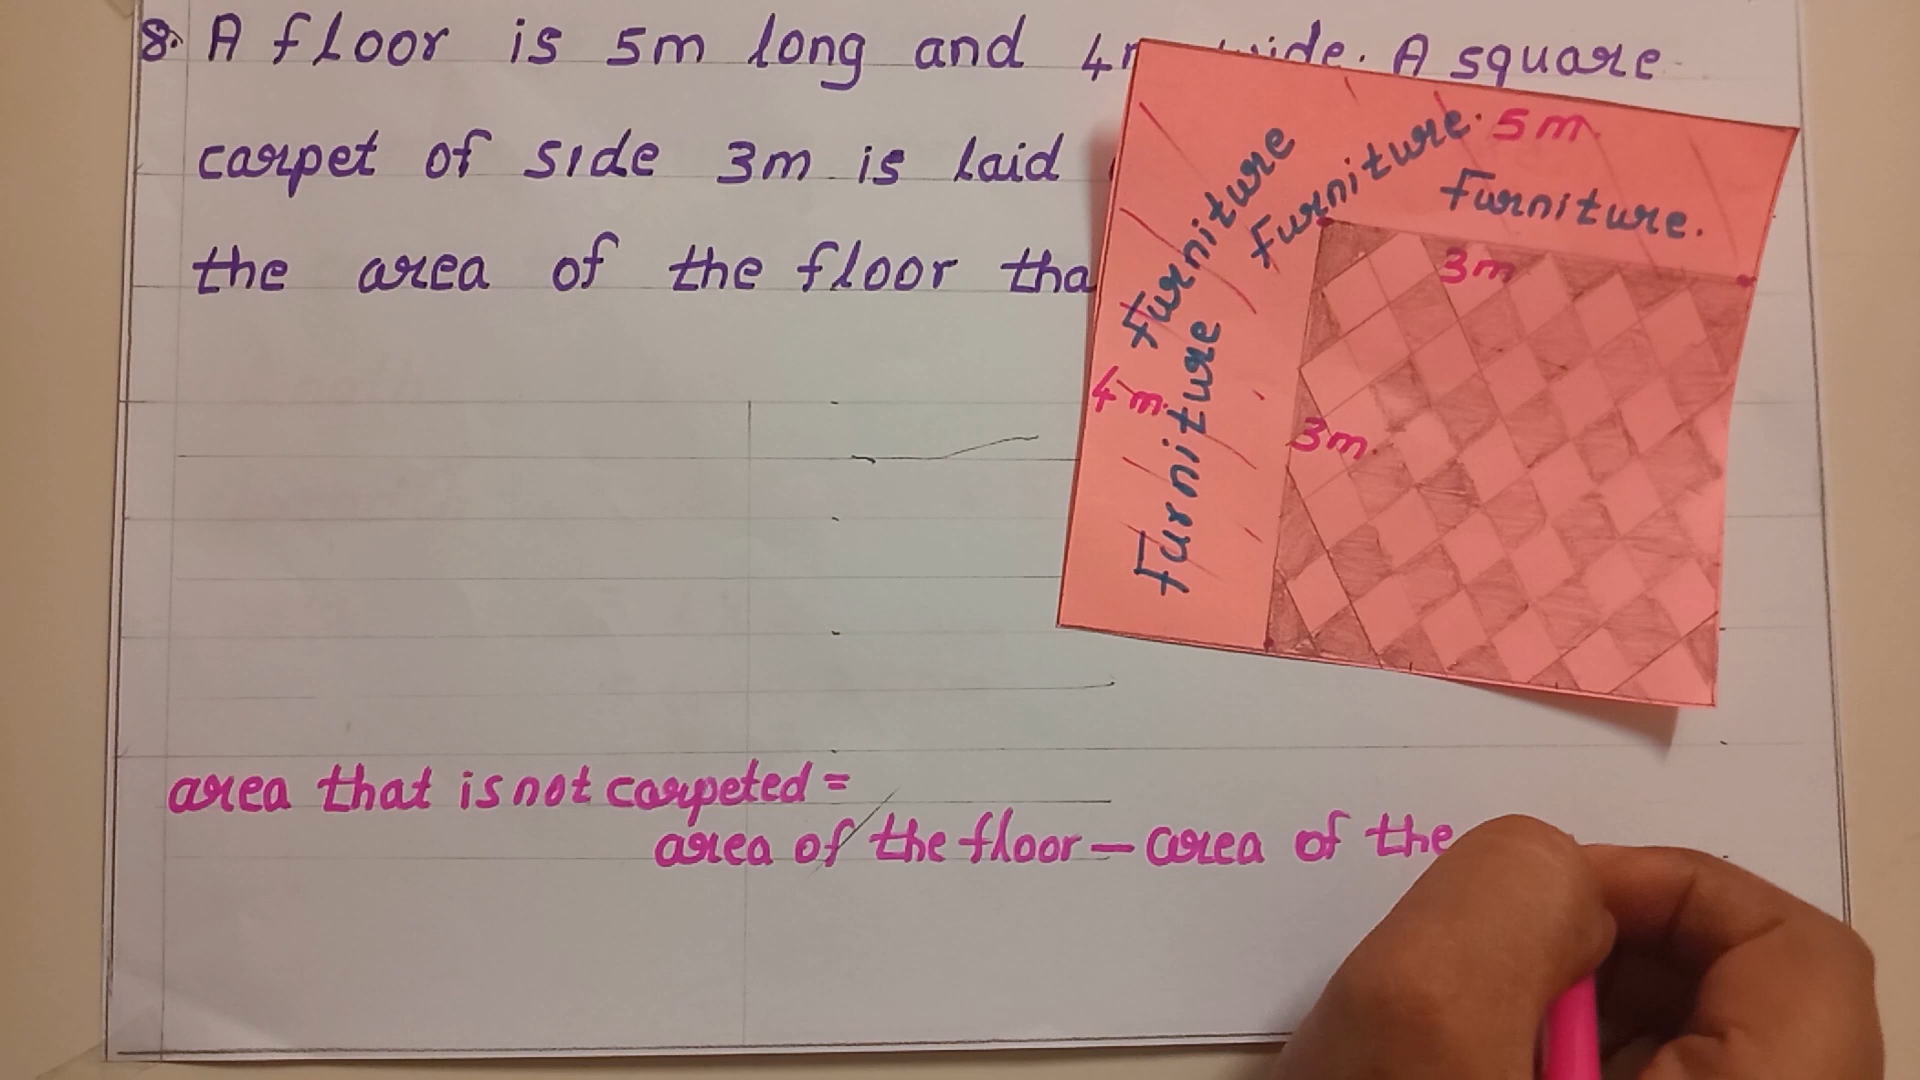 8. A floor is 5m long and wide. A square
carpet of side 3m is laid
the area of the floor tha
5m.
Furniture.
Furniture.
Furniture
Furniture
4m.
3m
3m.
area that is not carpeted =
area of the floor - area of the